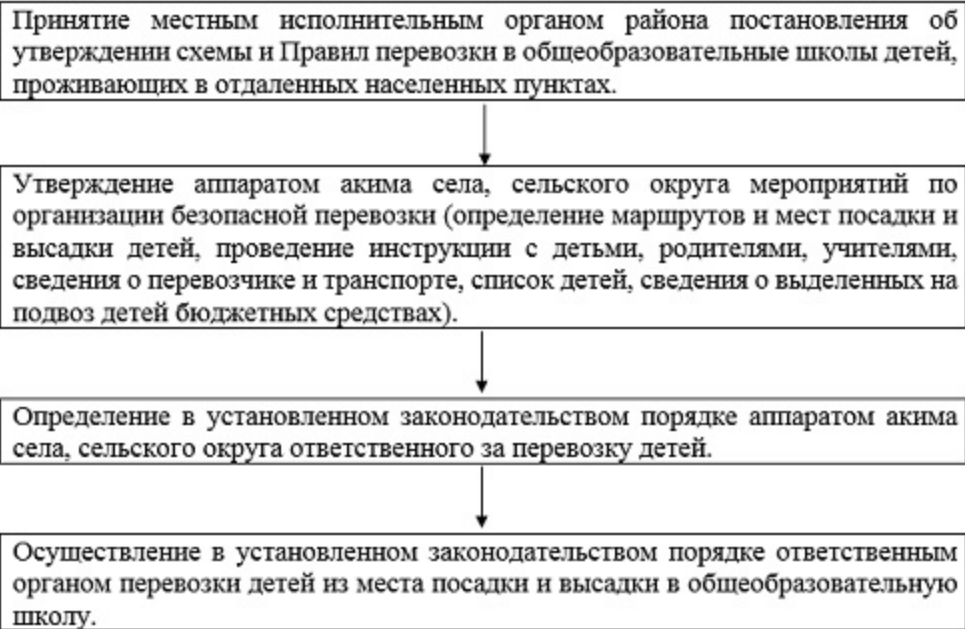 Принятие местным исполнительным органом района постановления об
утверждении схемы и Правил перевозки в общеобразовательные школы детей,
проживающих в отдаленных населенных пунктах.
Утверждение аппаратом акима села, сельского округа мероприятий по
организации безопасной перевозки (определение маршрутов и мест посадки и
высадки детей, проведение инструкции с детьми, родителями, учителями,
сведения о перевозчике и транспорте, список детей, сведения о выделенных на
подвоз детей бюджетных средствах).
Определение в установленном законодательством порядке аппаратом акима
села, сельского округа ответственного за перевозку детей.
Осуществление в установленном законодательством порядке ответственным
органом перевозки детей из места посадки и высадки в общеобразовательную
школу.